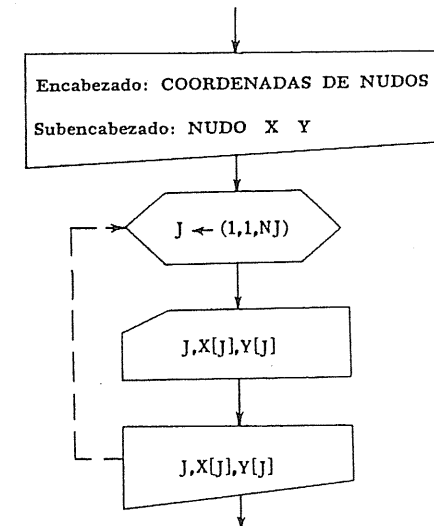 Encabezado: COORDENADAS DE NUDOS
Subencabezado: NUDO X Y
J ← (1,1,NJ)
J,X[J],Y[J]
J,X[J],Y[J]